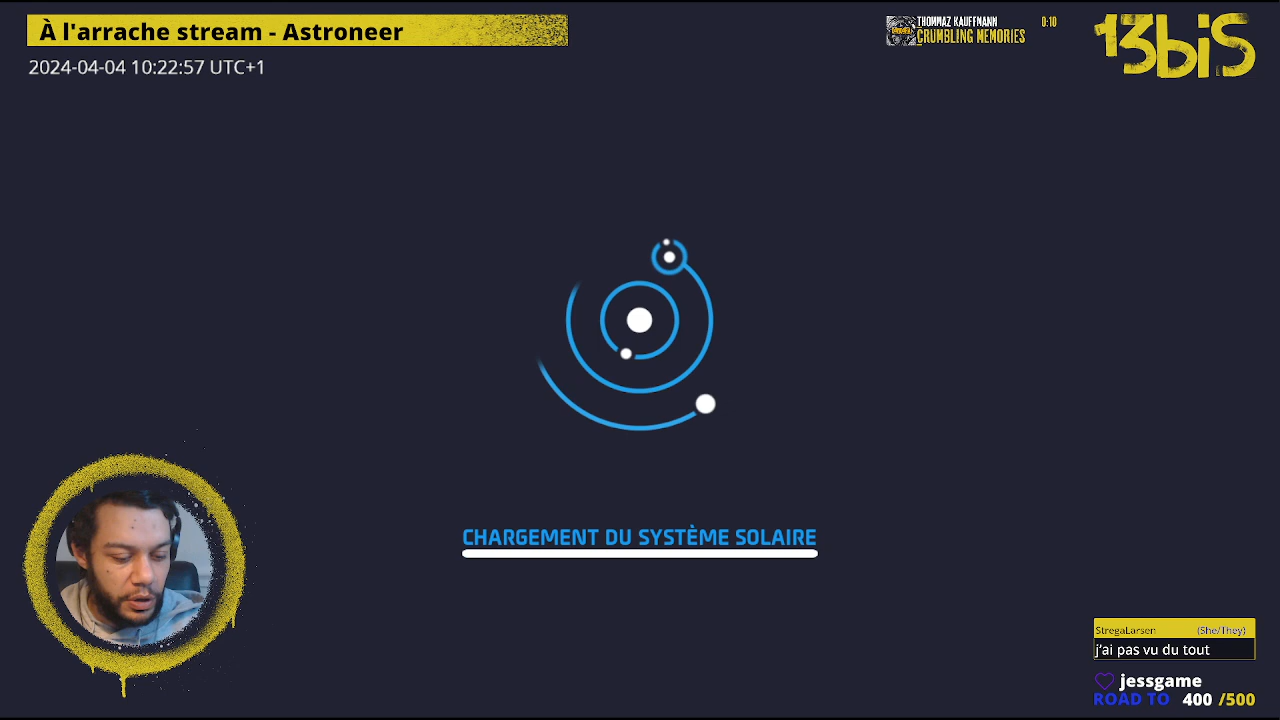 À l'arrache stream - Astroneer
2024-04-04 10:22:57 UTC+1
THOMMAZ KAUFFMANN 0:10
CRUMBLING MEMORIES
13biS
CHARGEMENT DU SYSTÈME SOLAIRE
StregaLarsen (She/They)
j'ai pas vu du tout
jessgame
ROAD TO 400 /500